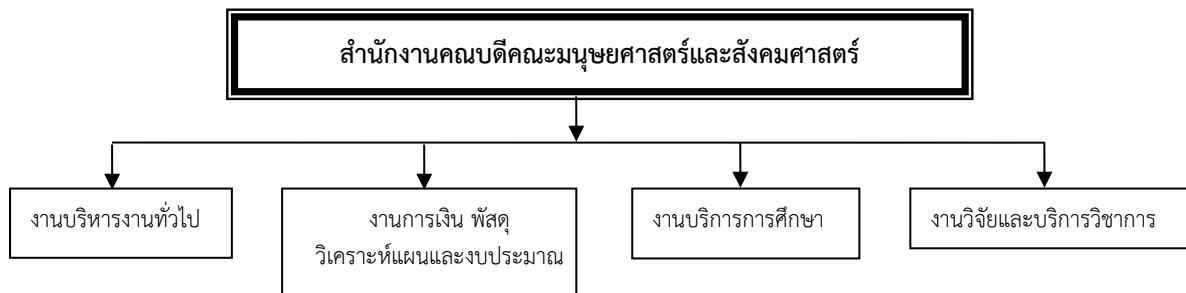 สำนักงานคณบดีคณะมนุษยศาสตร์และสังคมศาสตร์
งานบริหารงานทั่วไป
งานการเงิน พัสดุ
วิเคราะห์แผนและงบประมาณ
งานบริการการศึกษา
งานวิจัยและบริการวิชาการ